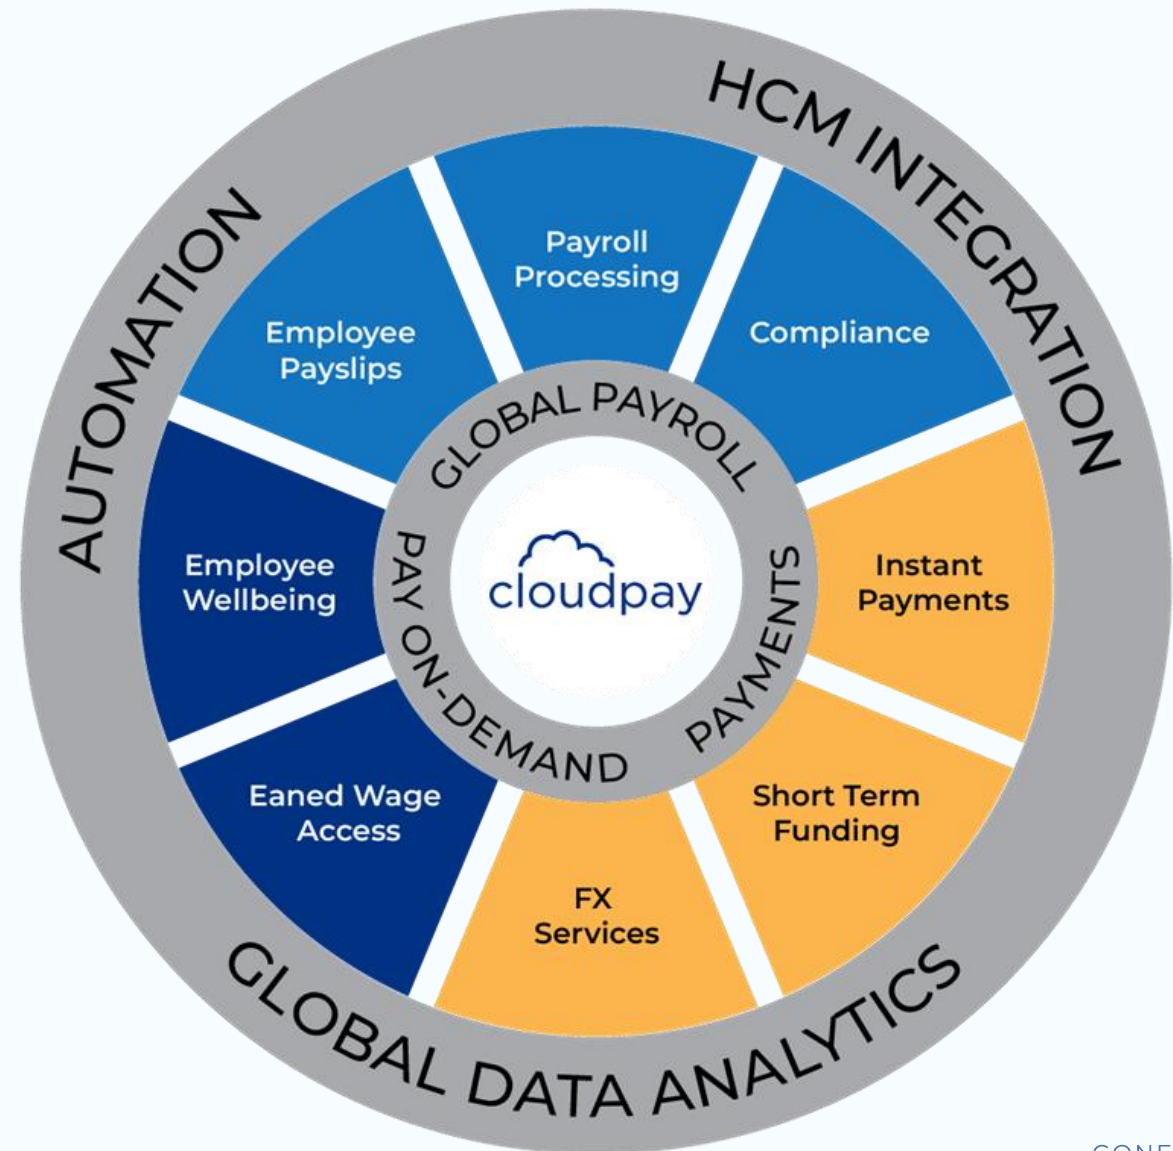 HCM INTEGRATION
AUTOMATION
Payroll
Processing
Employee
Payslips
Compliance
GLOBAL PAYROLL
PAY ON-DEMAND
PAYMENTS
cloudpay
Employee
Wellbeing
Instant
Payments
Eaned Wage
Access
Short Term
Funding
FX
Services
GLOBAL DATA ANALYTICS